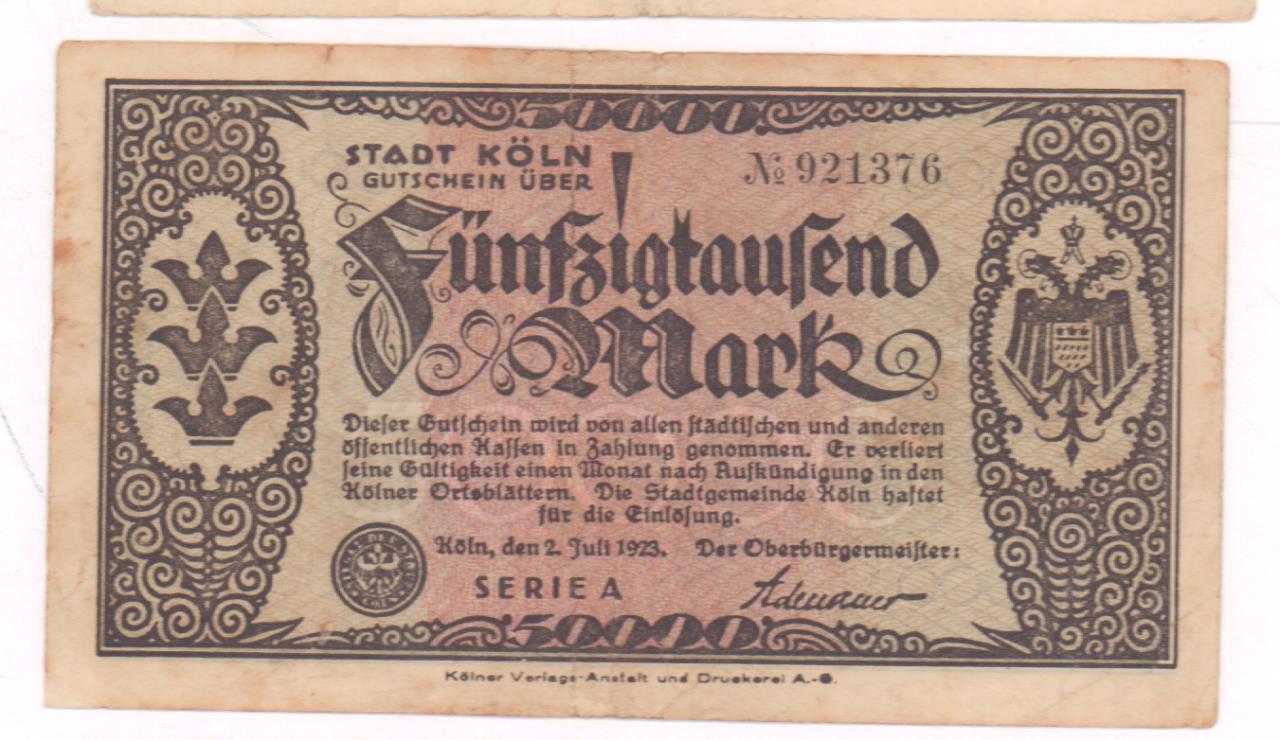 50000
STADT KÖLN
GUTSCHEIN ÜBER
№ 921376
Fünfzigtausend
Mark
Dieser Gutschein wird von allen städtischen und anderen
öffentlichen Kassen in Zahlung genommen. Er verliert
seine Gültigkeit einen Monat nach Aufkündigung in den
Kölner Ortsblättern. Die Stadtgemeinde Köln haftet
für die Einlösung.
Köln, den 2. Juli 1923. Der Oberbürgermeister:
SERIE A
Adenauer
50000
Kölner Verlags-Anstalt und Druckerei A.-G.